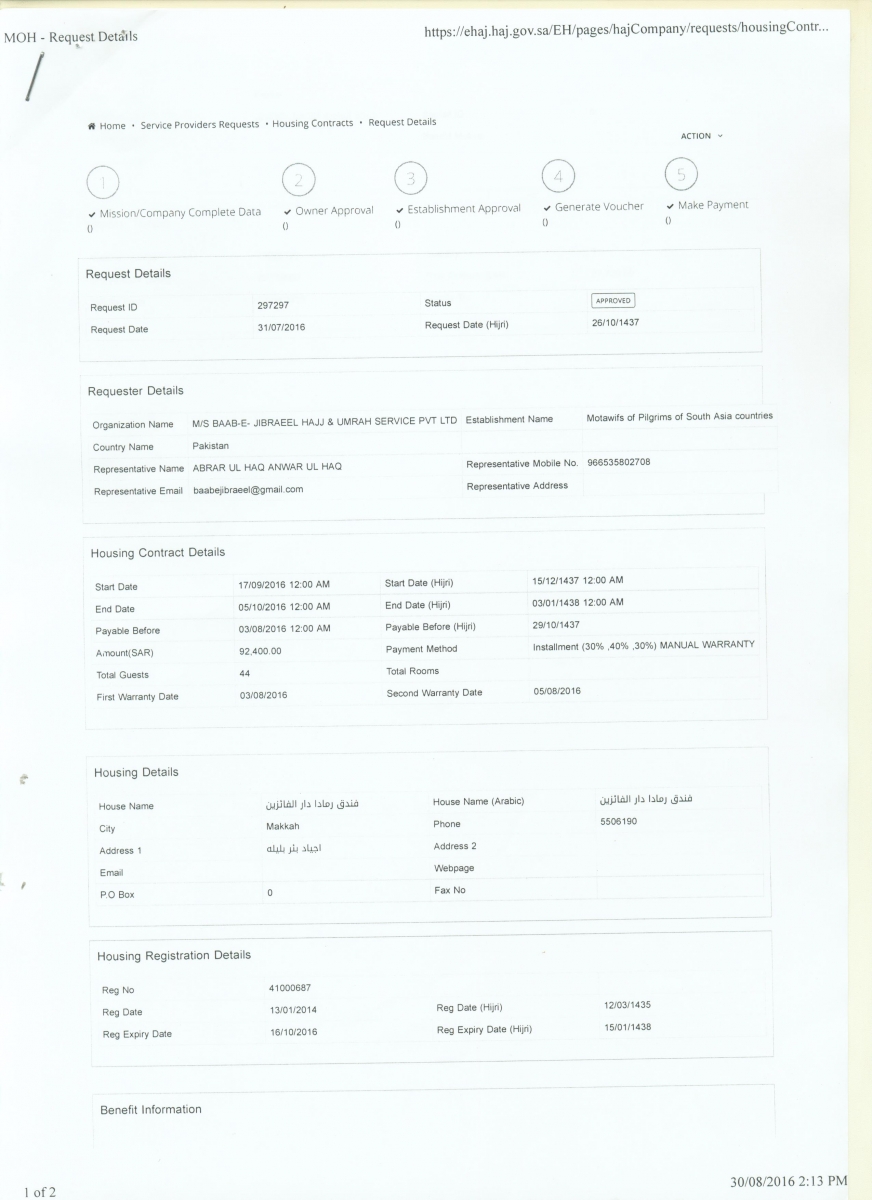 MOH - Request Details https://ehaj.haj.gov.sa/EH/pages/hajCompany/requests/housingContr...
Home • Service Providers Requests • Housing Contracts • Request Details
ACTION
1 2 3 4 5
✔ Mission/Company Complete Data ✔ Owner Approval ✔ Establishment Approval ✔ Generate Voucher ✔ Make Payment
() () () () ()
Request Details
Request ID 297297 Status APPROVED
Request Date 31/07/2016 Request Date (Hijri) 26/10/1437
Requester Details
Organization Name M/S BAAB-E- JIBRAEEL HAJJ & UMRAH SERVICE PVT LTD Establishment Name Motawifs of Pilgrims of South Asia countries
Country Name Pakistan
Representative Name ABRAR UL HAQ ANWAR UL HAQ Representative Mobile No. 966535802708
Representative Email baabejibraeel@gmail.com Representative Address
Housing Contract Details
Start Date 17/09/2016 12:00 AM Start Date (Hijri) 15/12/1437 12:00 AM
End Date 05/10/2016 12:00 AM End Date (Hijri) 03/01/1438 12:00 AM
Payable Before 03/08/2016 12:00 AM Payable Before (Hijri) 29/10/1437
Amount(SAR) 92,400.00 Payment Method Installment (30% ,40% ,30%) MANUAL WARRANTY
Total Guests 44 Total Rooms
First Warranty Date 03/08/2016 Second Warranty Date 05/08/2016
Housing Details
House Name فندق رمادا دار الفائزين House Name (Arabic) فندق رمادا دار الفائزين
City Makkah Phone 5506190
Address 1 اجياد بئر بليله Address 2
Email Webpage
P.O Box 0 Fax No
Housing Registration Details
Reg No 41000687
Reg Date 13/01/2014 Reg Date (Hijri) 12/03/1435
Reg Expiry Date 16/10/2016 Reg Expiry Date (Hijri) 15/01/1438
Benefit Information
1 of 2 30/08/2016 2:13 PM